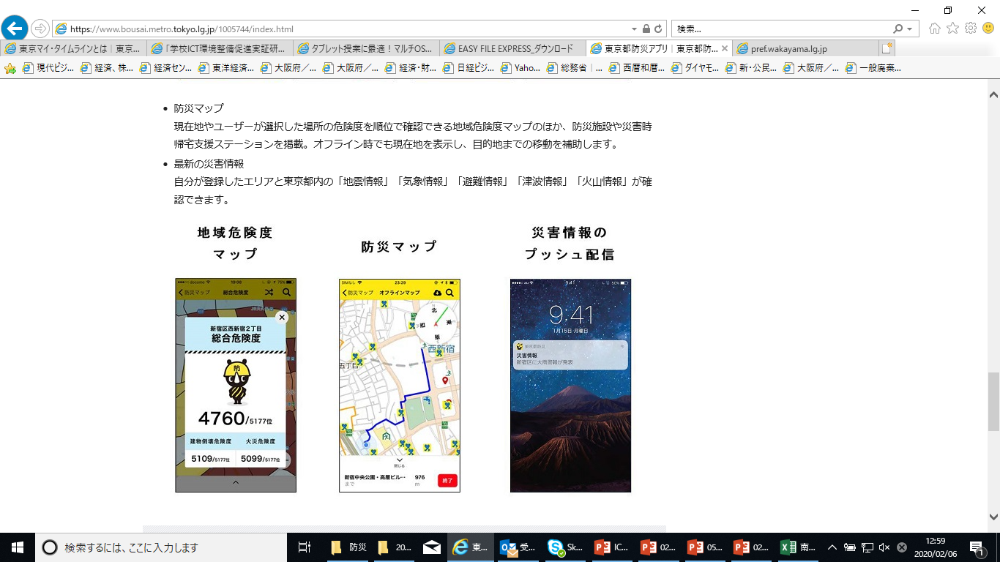 https://www.bousai.metro.tokyo.lg.jp/1005744/index.html
検索...
東京マイ・タイムラインとは｜東京...
「学校ICT環境整備促進実証研...
タブレット授業に最適！マルチOS...
EASY FILE EXPRESS_ダウンロード
東京都防災アプリ｜東京都防...
pref.wakayama.lg.jp
現代ビジ...
経済、株...
経済セン...
東洋経済...
大阪府／...
大阪府／...
経済・財...
日経ビジ...
Yaho...
総務省｜...
西暦和暦...
ダイヤモ...
新・公民...
大阪府／...
一般廃棄...
• 防災マップ
現在地やユーザーが選択した場所の危険度を順位で確認できる地域危険度マップのほか、防災施設や災害時
帰宅支援ステーションを掲載。オフライン時でも現在地を表示し、目的地までの移動を補助します。
• 最新の災害情報
自分が登録したエリアと東京都内の「地震情報」「気象情報」「避難情報」「津波情報」「火山情報」が確
認できます。
地域危険度
マップ
防災マップ
災害情報の
プッシュ配信
docomo 19:08 75%
防災マップ 総合危険度
新宿区西新宿２丁目
総合危険度
防
4760/5177位
建物倒壊危険度 火災危険度
5109/5177位 5099/5177位
SIMなし 23:29
防災マップ オフラインマップ
北
東
南
西
西新宿
五丁目
閉じる
新宿中央公園・高層ビル… 976
まで m
終了
au 9:41 50%
9:41
1月15日 月曜日
東京都防災
災害情報
新宿区に大雨警報が発表
検索するには、ここに入力します
防災
20...
東...
受...
Sk...
IC...
02...
05...
02...
南...
12:59
2020/02/06
1